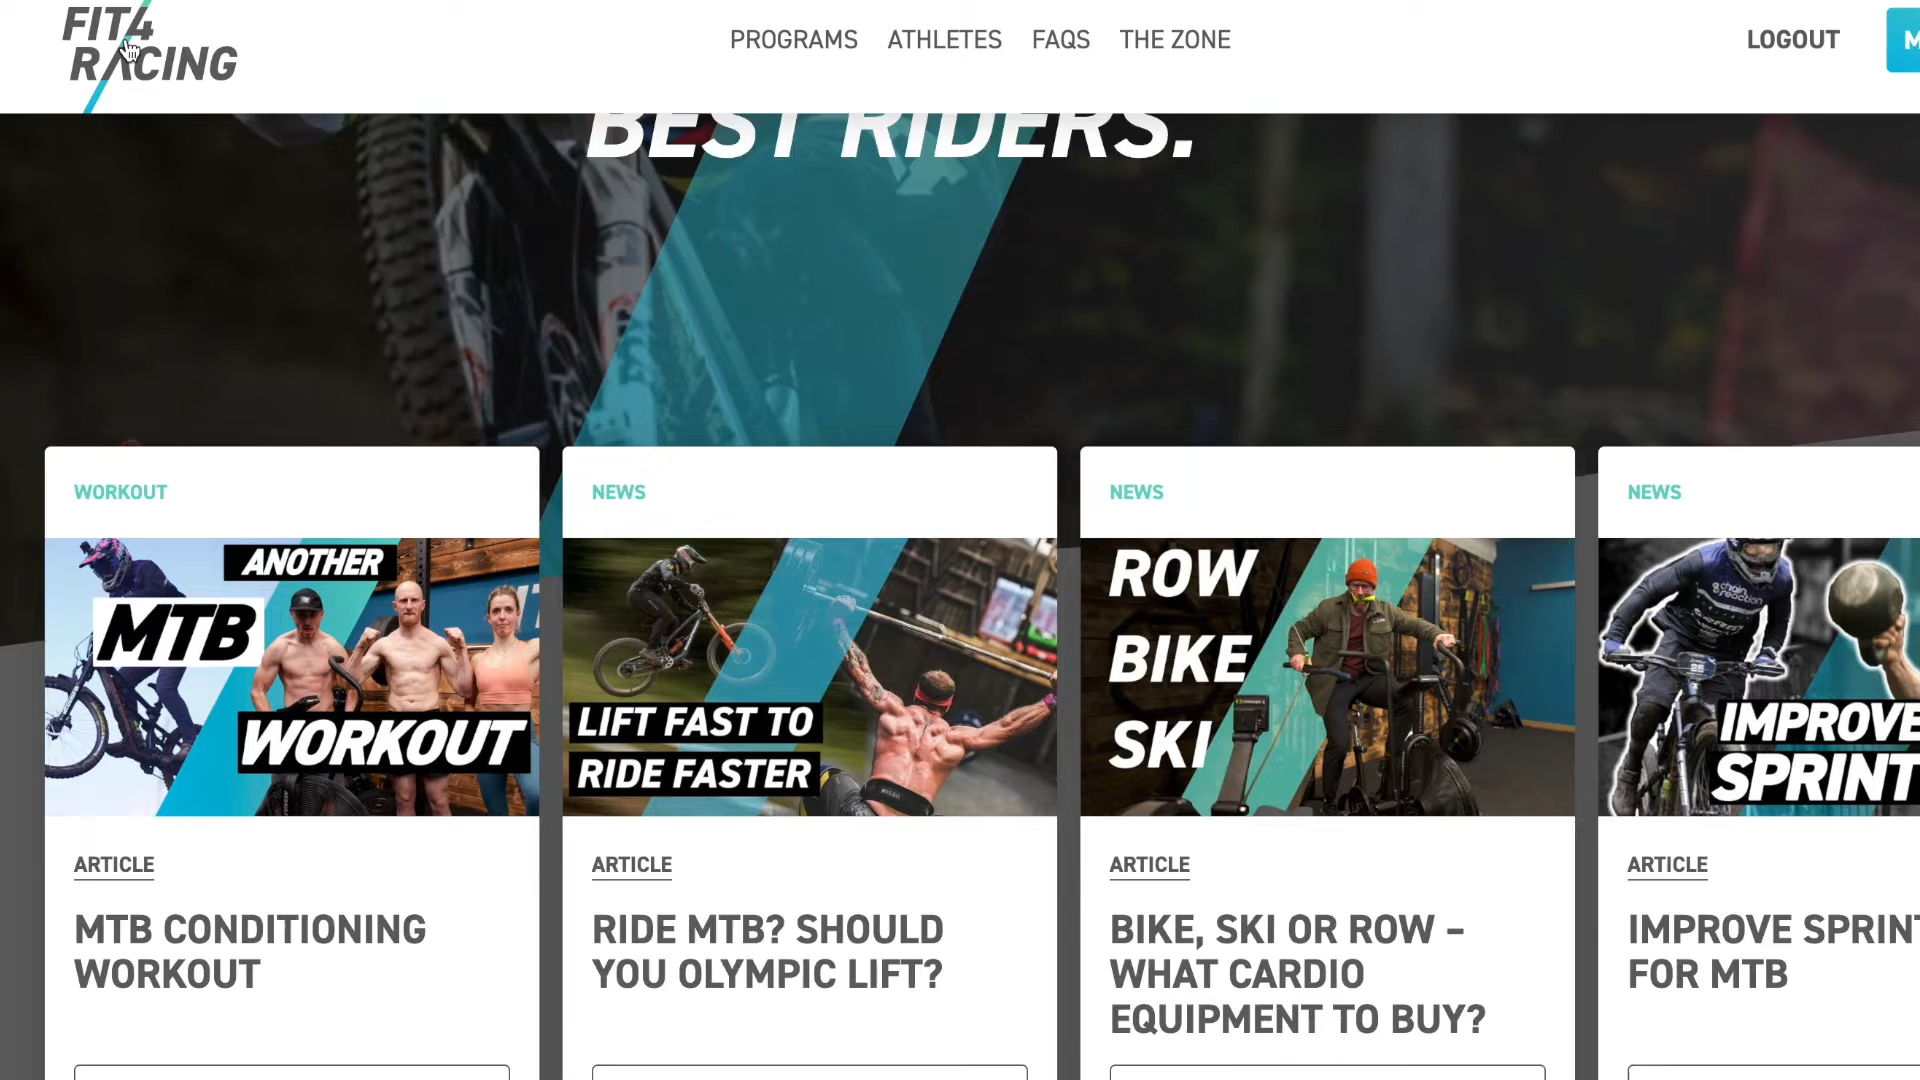 FIT4
RACING
PROGRAMS
ATHLETES
FAQS
THE ZONE
LOGOUT
BEST RIDERS.
WORKOUT
ANOTHER
MTB
WORKOUT
ARTICLE
MTB CONDITIONING
WORKOUT
NEWS
LIFT FAST TO
RIDE FASTER
ARTICLE
RIDE MTB? SHOULD
YOU OLYMPIC LIFT?
NEWS
ROW
BIKE
SKI
ARTICLE
BIKE, SKI OR ROW –
WHAT CARDIO
EQUIPMENT TO BUY?
NEWS
IMPROVE
SPRINT
ARTICLE
IMPROVE SPRINT
FOR MTB